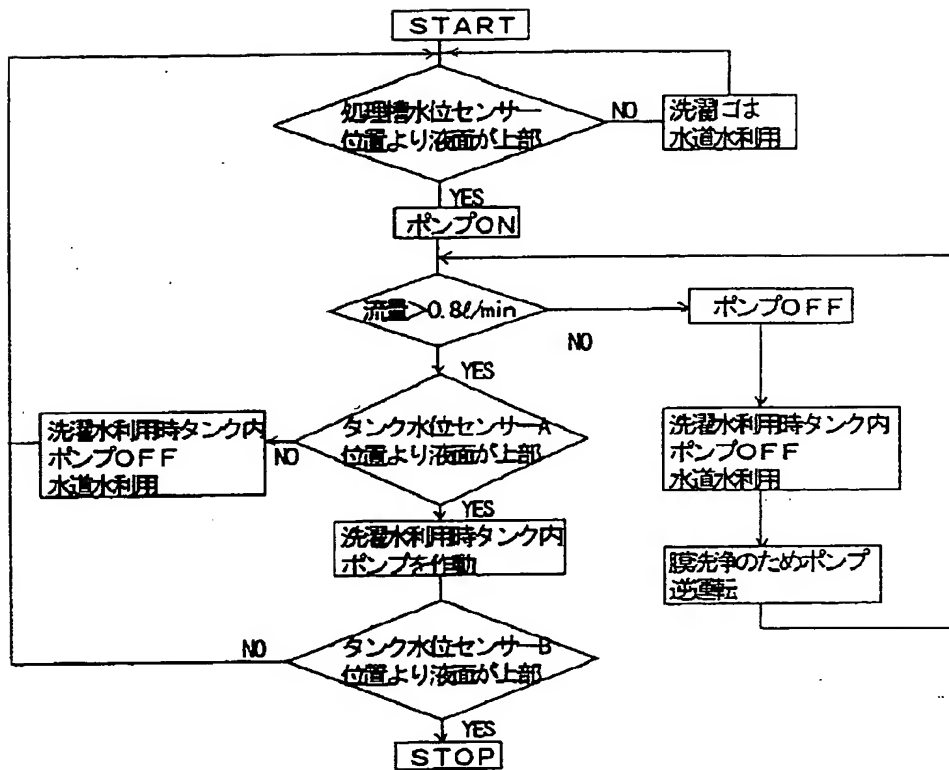 START
処理槽水位センサー
位置より液面が上部
NO
洗濯には
水道水利用
YES
ポンプON
流量>0.8ℓ/min
NO
ポンプOFF
YES
タンク水位センサーA
位置より液面が上部
NO
洗濯水利用時タンク内
ポンプOFF
水道水利用
洗濯水利用時タンク内
ポンプOFF
水道水利用
YES
洗濯水利用時タンク内
ポンプを作動
膜洗浄のためポンプ
逆運転
タンク水位センサーB
位置より液面が上部
NO
YES
STOP